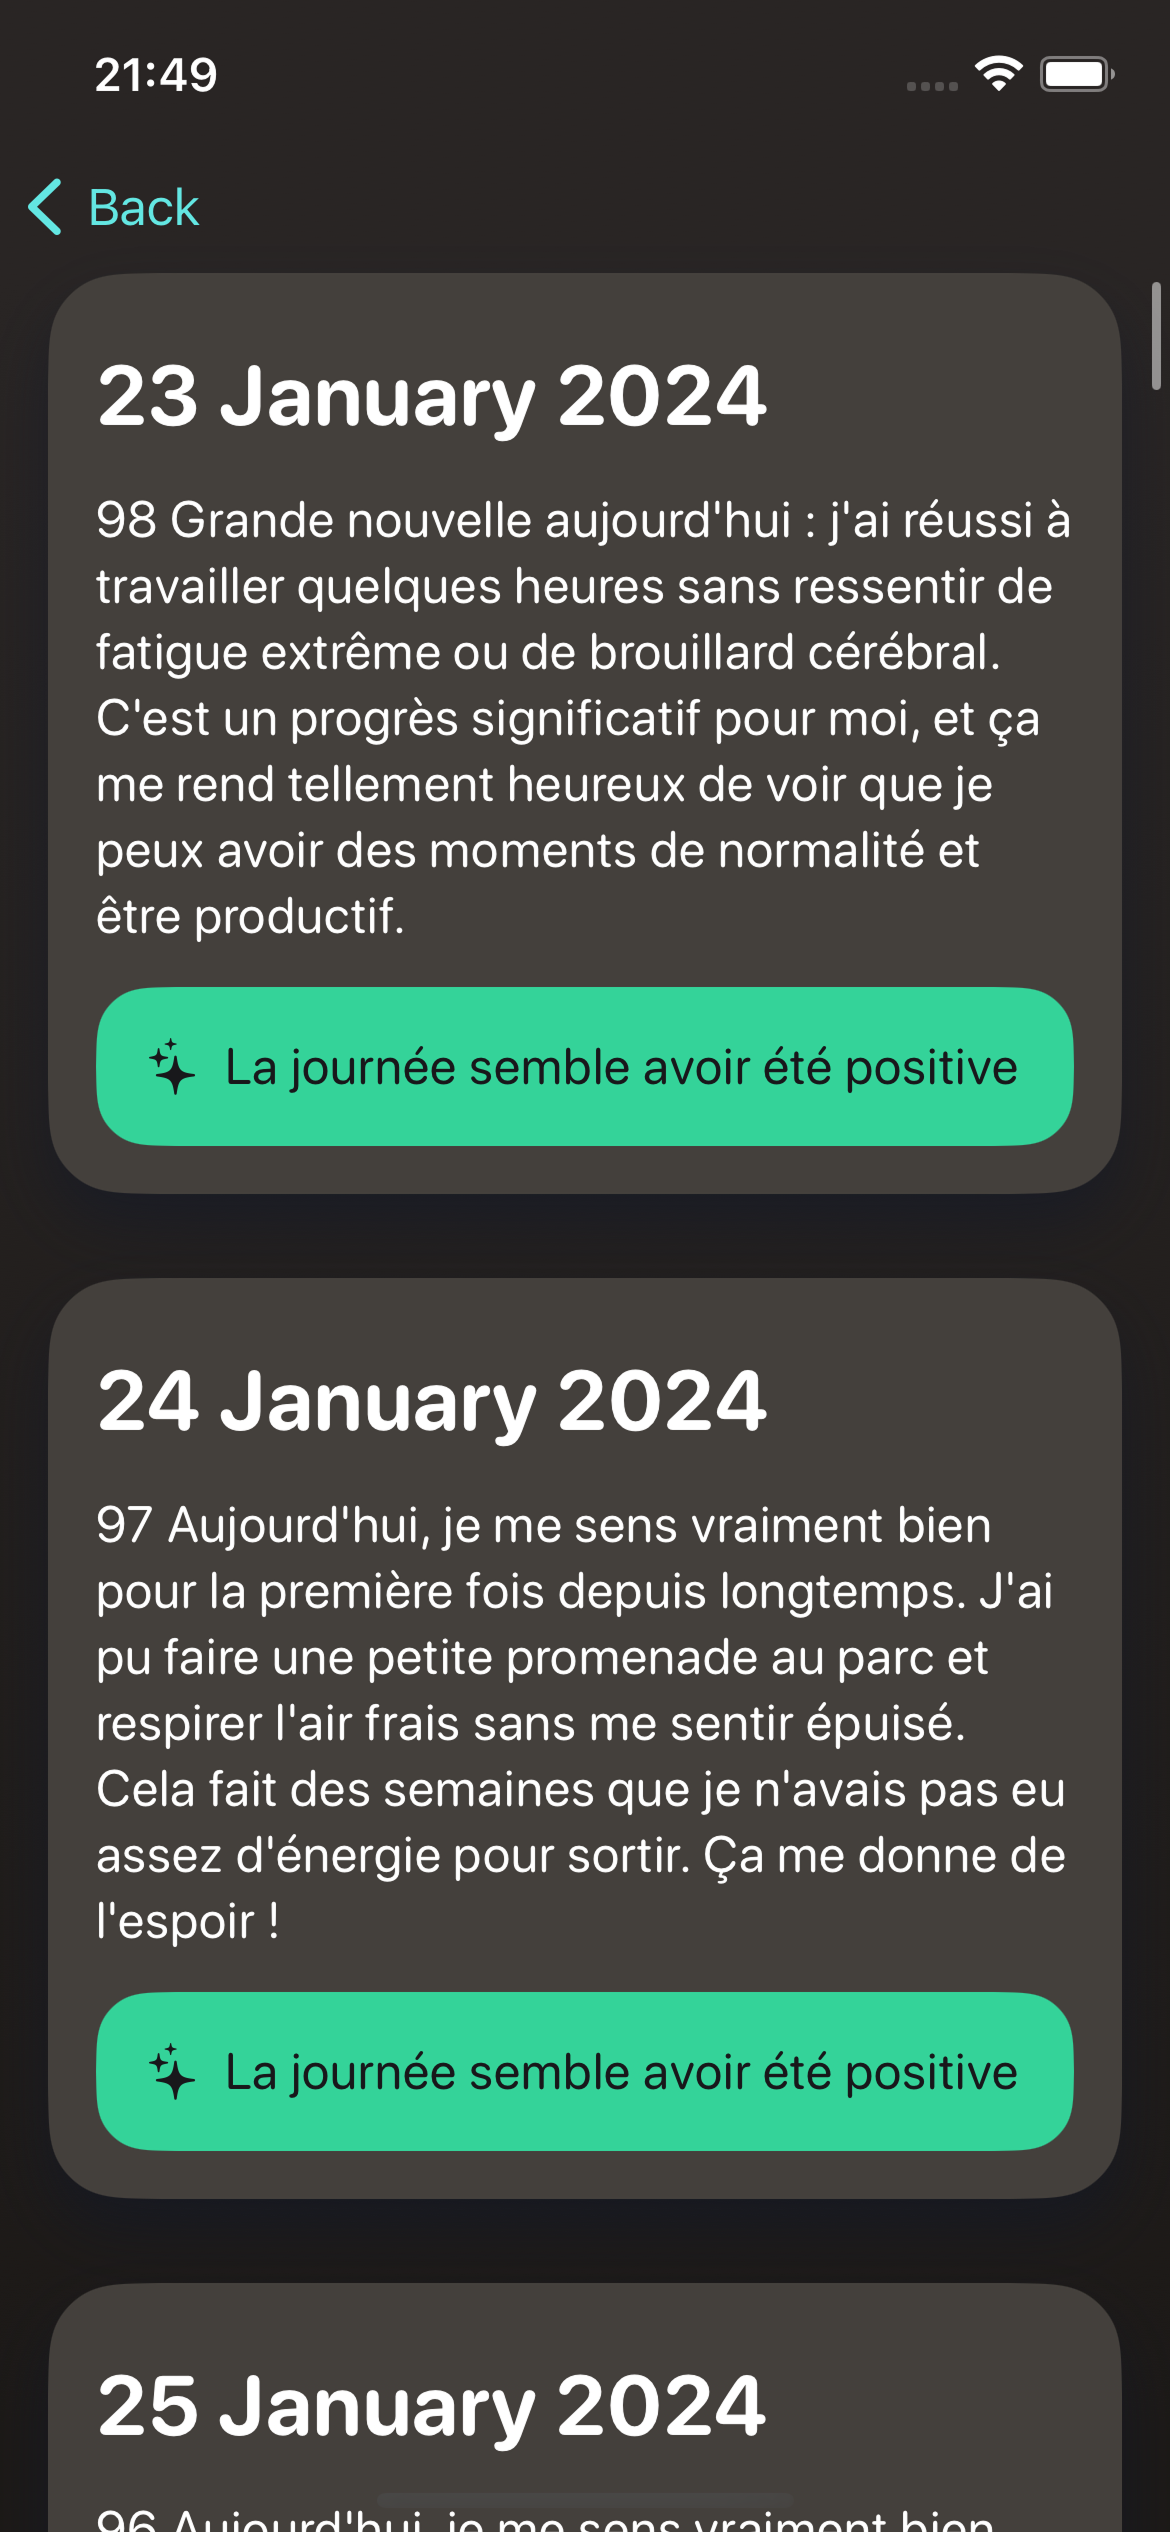 21:49
Back
23 January 2024
98 Grande nouvelle aujourd'hui : j'ai réussi à
travailler quelques heures sans ressentir de
fatigue extrême ou de brouillard cérébral.
C'est un progrès significatif pour moi, et ça
me rend tellement heureux de voir que je
peux avoir des moments de normalité et
être productif.
La journée semble avoir été positive
24 January 2024
97 Aujourd'hui, je me sens vraiment bien
pour la première fois depuis longtemps. J'ai
pu faire une petite promenade au parc et
respirer l'air frais sans me sentir épuisé.
Cela fait des semaines que je n'avais pas eu
assez d'énergie pour sortir. Ça me donne de
l'espoir !
La journée semble avoir été positive
25 January 2024
96 Aujourd'hui, je me sens vraiment bien